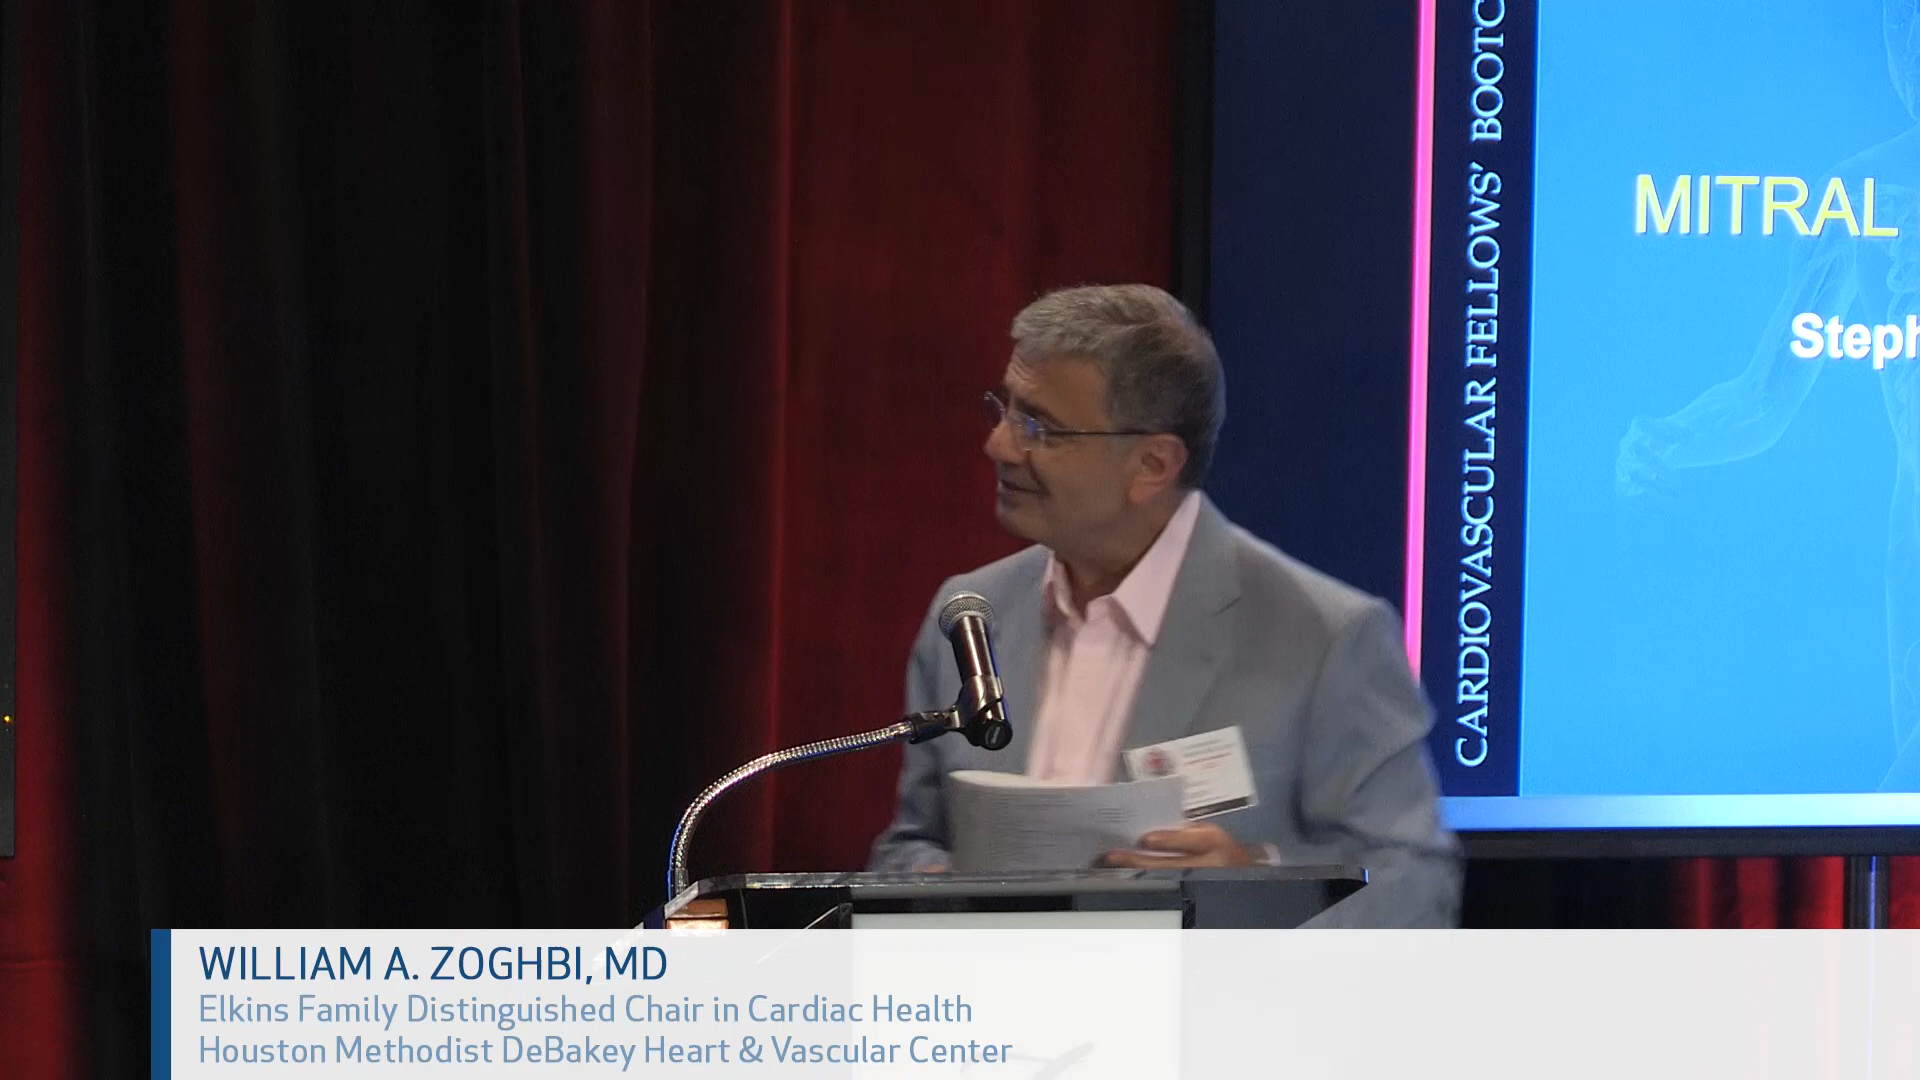 CARDIOVASCULAR FELLOWS' BOOTC
MITRAL
Steph
WILLIAM A. ZOGHBI, MD
Elkins Family Distinguished Chair in Cardiac Health
Houston Methodist DeBakey Heart & Vascular Center